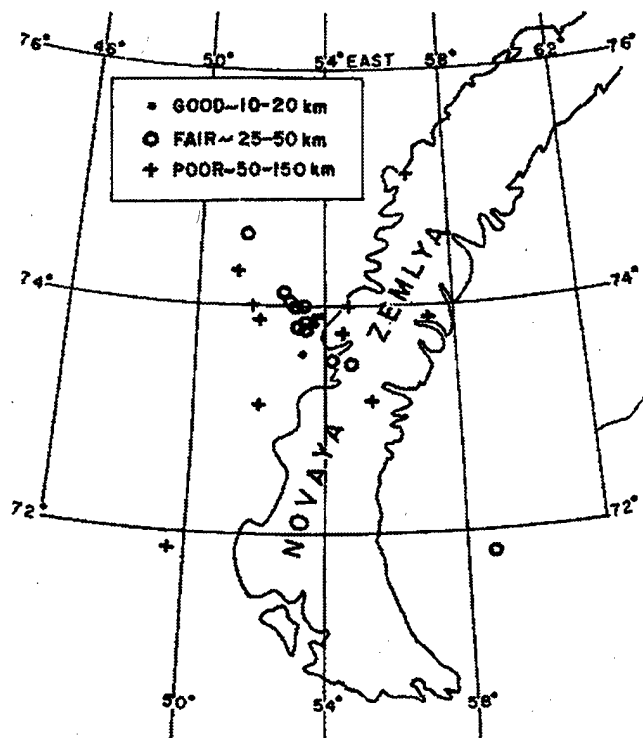 76° 46° 50° 54° EAST 58° 62° 76°
• GOOD~10-20 km
O FAIR~25-50 km
+ POOR~50-150 km
74° 74°
NOVAYA ZEMLYA
72° 72°
50° 54° 58°